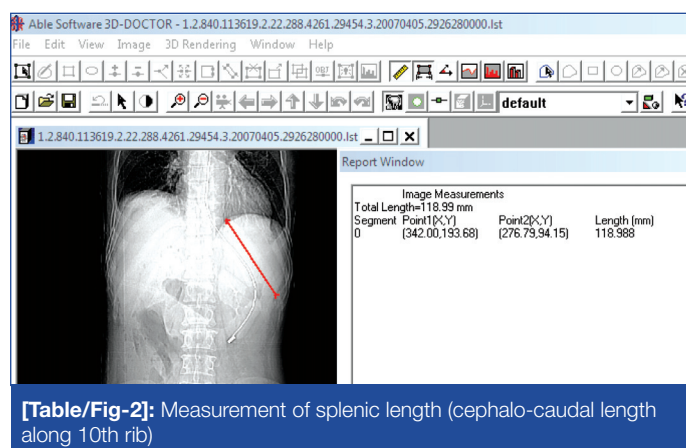 Able Software 3D-DOCTOR - 1.2.840.113619.2.22.288.4261.29454.3.20070405.2926280000.lst
File Edit View Image 3D Rendering Window Help
default
1.2.840.113619.2.22.288.4261.29454.3.20070405.2926280000.lst
Report Window
Image Measurements
Total Length=118.99 mm
Segment Point1(X,Y) Point2(X,Y) Length (mm)
0 (342.00,193.68) (276.79,94.15) 118.988
[Table/Fig-2]: Measurement of splenic length (cephalo-caudal length
along 10th rib)